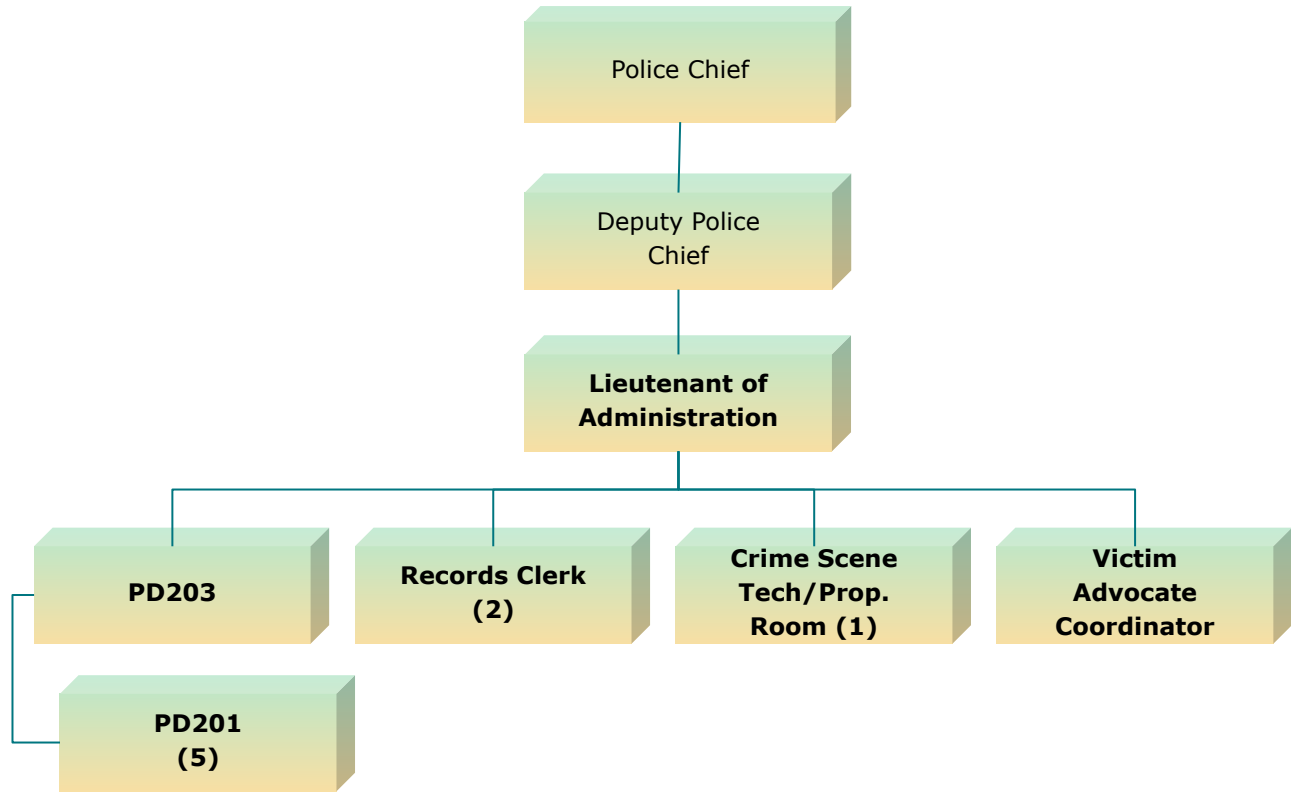 Police Chief
Deputy Police
Chief
Lieutenant of
Administration
PD203
Records Clerk
(2)
Crime Scene
Tech/Prop.
Room (1)
Victim
Advocate
Coordinator
PD201
(5)